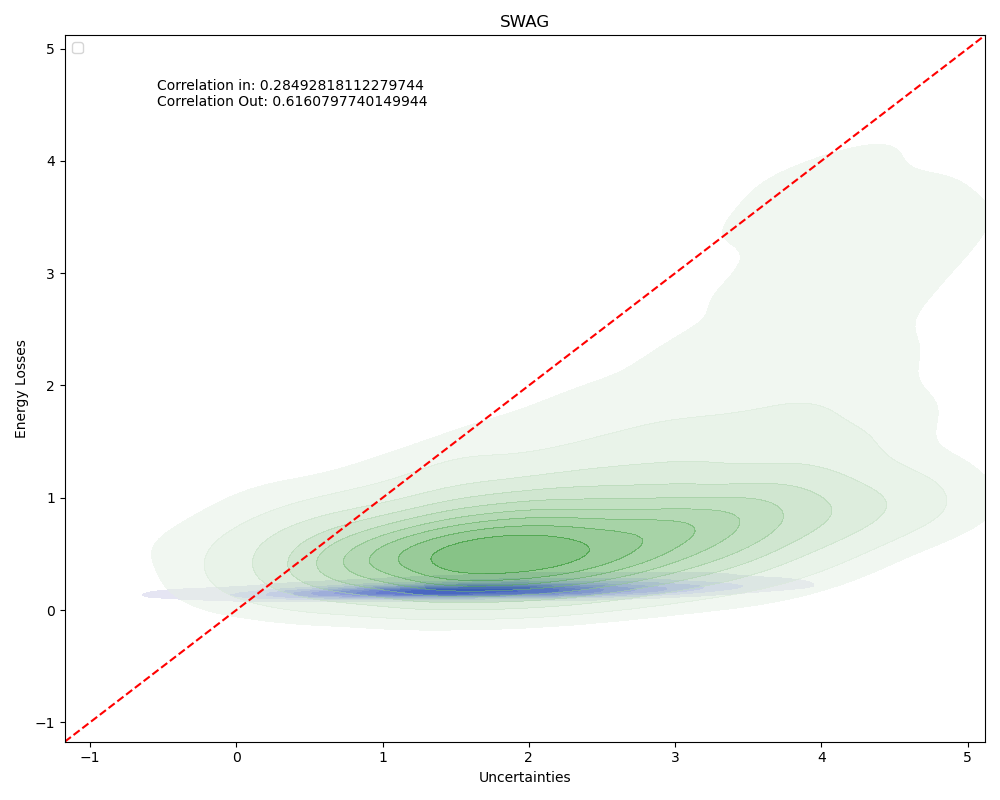 SWAG
Correlation in: 0.28492818112279744
Correlation Out: 0.6160797740149944
Energy Losses
5
4
3
2
1
0
−1
−1
0
1
2
3
4
5
Uncertainties